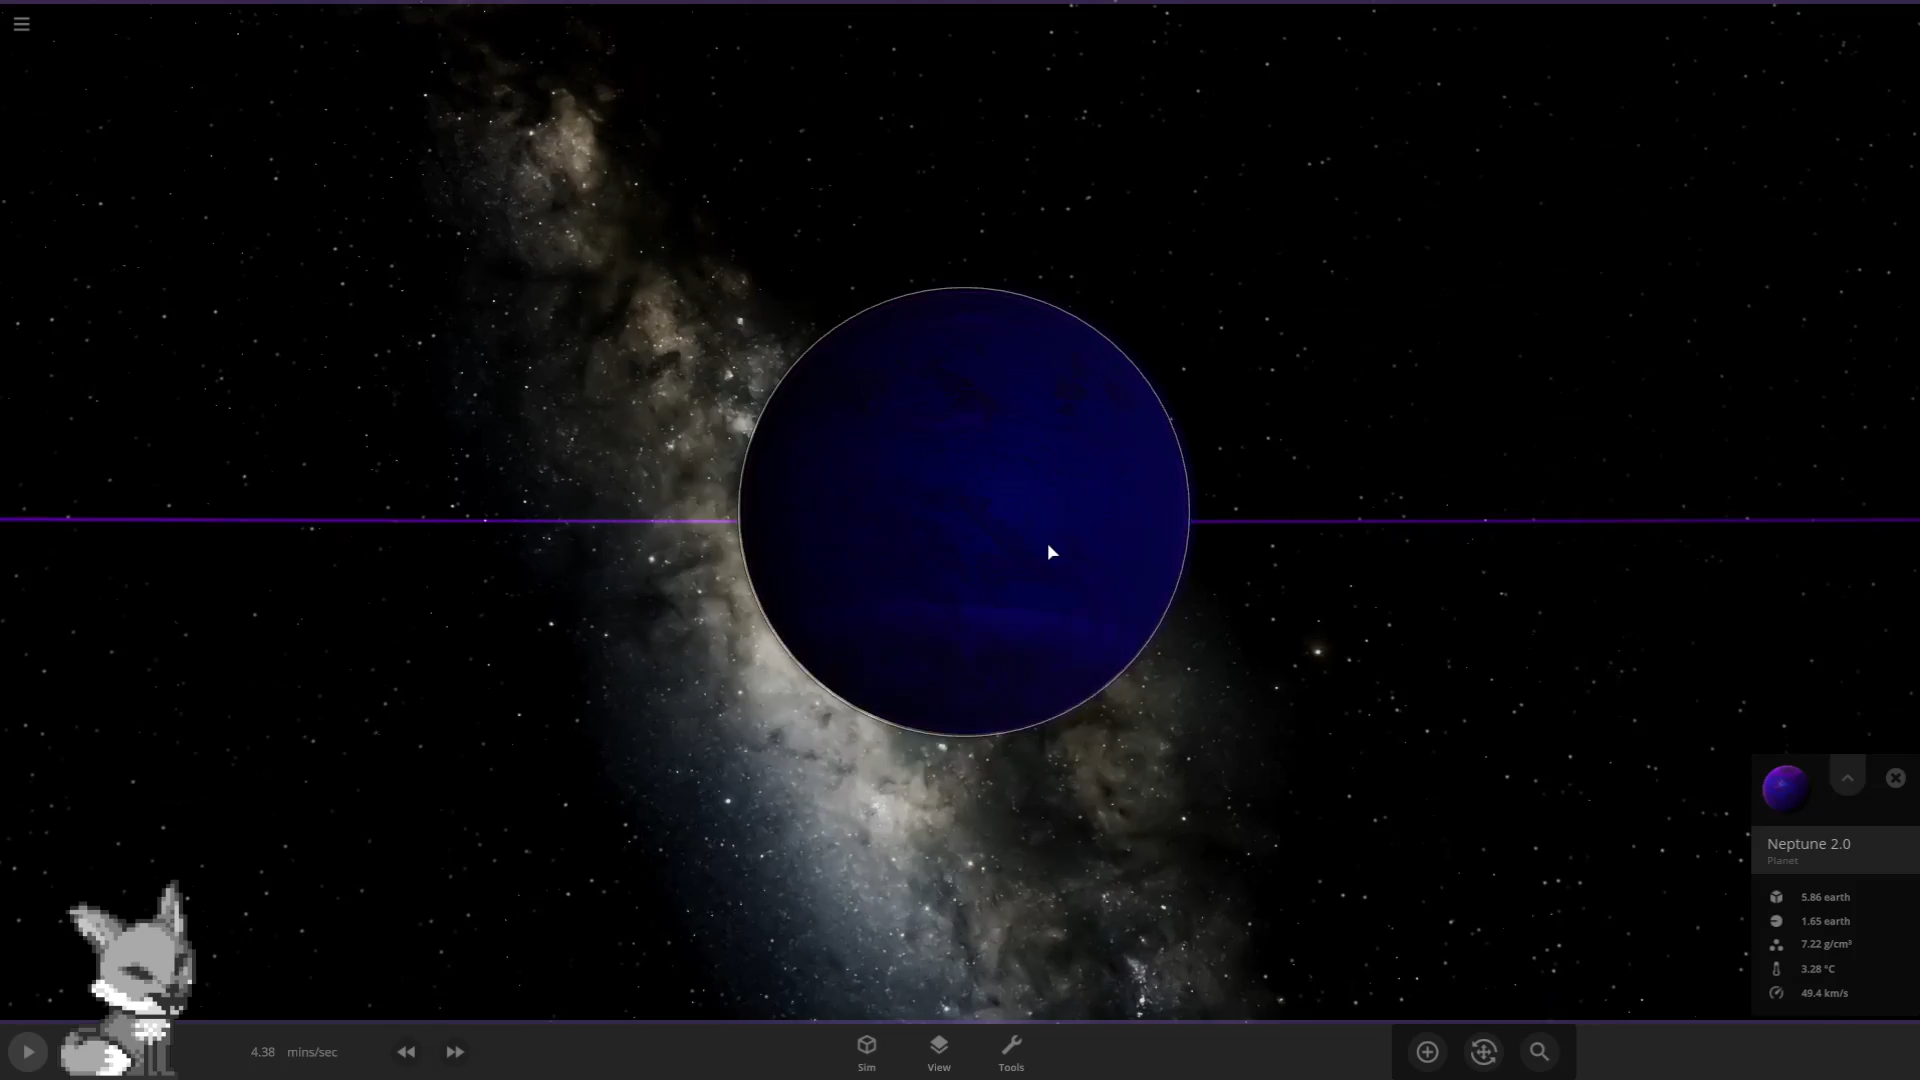 Neptune 2.0
Planet
5.86 earth
1.65 earth
7.22 g/cm³
3.28 °C
49.4 km/s
4.38 mins/sec
Sim
View
Tools